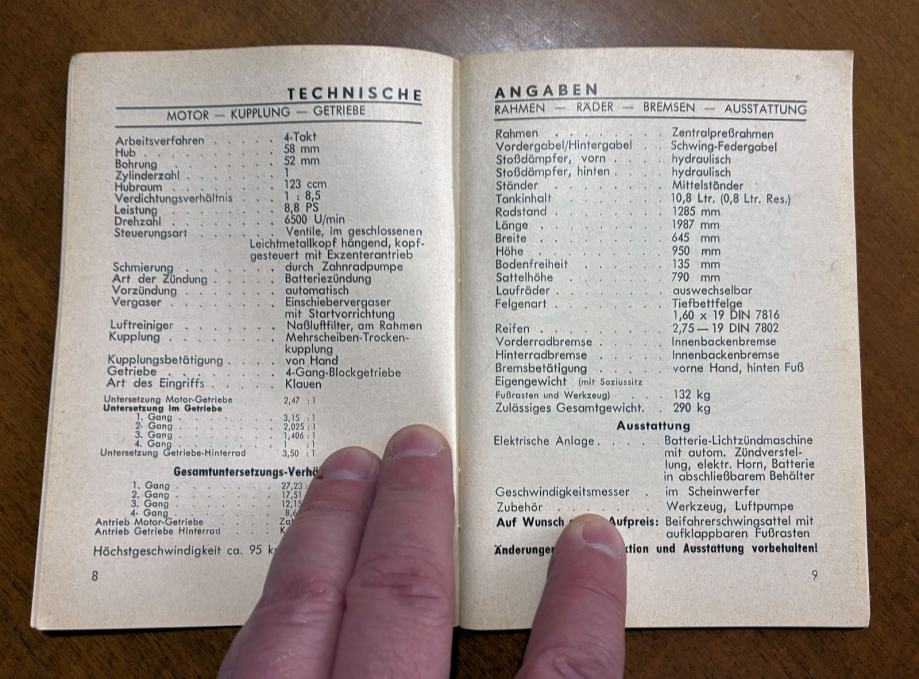 TECHNISCHE
MOTOR — KUPPLUNG — GETRIEBE
Arbeitsverfahren . . . . . 4-Takt
Hub . . . . . 58 mm
Bohrung . . . . . 52 mm
Zylinderzahl . . . . . 1
Hubraum . . . . . 123 ccm
Verdichtungsverhältnis . . . . 1 : 8,5
Leistung . . . . . 8,8 PS
Drehzahl . . . . . 6500 U/min
Steuerungsart . . . . . Ventile, im geschlossenen
Leichtmetallkopf hängend, kopf-
gesteuert mit Exzenterantrieb
Schmierung . . . . . durch Zahnradpumpe
Art der Zündung . . . . . Batteriezündung
Vorzündung . . . . . automatisch
Vergaser . . . . . Einschiebervergaser
mit Startvorrichtung
Luftreiniger . . . . . Naßluftfilter, am Rahmen
Kupplung . . . . . Mehrscheiben-Trocken-
kupplung
Kupplungsbetätigung . . . . von Hand
Getriebe . . . . . 4-Gang-Blockgetriebe
Art des Eingriffs . . . . . Klauen
Untersetzung Motor-Getriebe 2,47 : 1
Untersetzung im Getriebe
1. Gang . . . . . 3,15 : 1
2. Gang . . . . . 2,025 : 1
3. Gang . . . . . 1,406 : 1
4. Gang . . . . . 1 : 1
Untersetzung Getriebe-Hinterrad 3,50 : 1
Gesamtuntersetzungs-Verhä
1. Gang . . . . . 27,23
2. Gang . . . . . 17,51
3. Gang . . . . . 12,15
4. Gang . . . . .
Antrieb Motor-Getriebe . . . .
Antrieb Getriebe Hinterrad . . .
Höchstgeschwindigkeit ca. 95
8
ANGABEN
RAHMEN — RÄDER — BREMSEN — AUSSTATTUNG
Rahmen . . . . . Zentralpreßrahmen
Vordergabel/Hintergabel . . . Schwing-Federgabel
Stoßdämpfer, vorn . . . . hydraulisch
Stoßdämpfer, hinten . . . . hydraulisch
Ständer . . . . . Mittelständer
Tankinhalt . . . . . 10,8 Ltr. (0,8 Ltr. Res.)
Radstand . . . . . 1285 mm
Länge . . . . . 1987 mm
Breite . . . . . 645 mm
Höhe . . . . . 950 mm
Bodenfreiheit . . . . . 135 mm
Sattelhöhe . . . . . 790 mm
Laufräder . . . . . auswechselbar
Felgenart . . . . . Tiefbettfelge
1,60 x 19 DIN 7816
Reifen . . . . . 2,75—19 DIN 7802
Vorderradbremse . . . . . Innenbackenbremse
Hinterradbremse . . . . . Innenbackenbremse
Bremsbetätigung . . . . . vorne Hand, hinten Fuß
Eigengewicht (mit Soziussitz
Fußrasten und Werkzeug) . . . . 132 kg
Zulässiges Gesamtgewicht. . . 290 kg
Ausstattung
Elektrische Anlage . . . . Batterie-Lichtzündmaschine
mit autom. Zündverstel-
lung, elektr. Horn, Batterie
in abschließbarem Behälter
Geschwindigkeitsmesser . . im Scheinwerfer
Zubehör . . . . . Werkzeug, Luftpumpe
Auf Wunsch Aufpreis: Beifahrerschwingsattel mit
aufklappbaren Fußrasten
Änderungen ktion und Ausstattung vorbehalten!
9